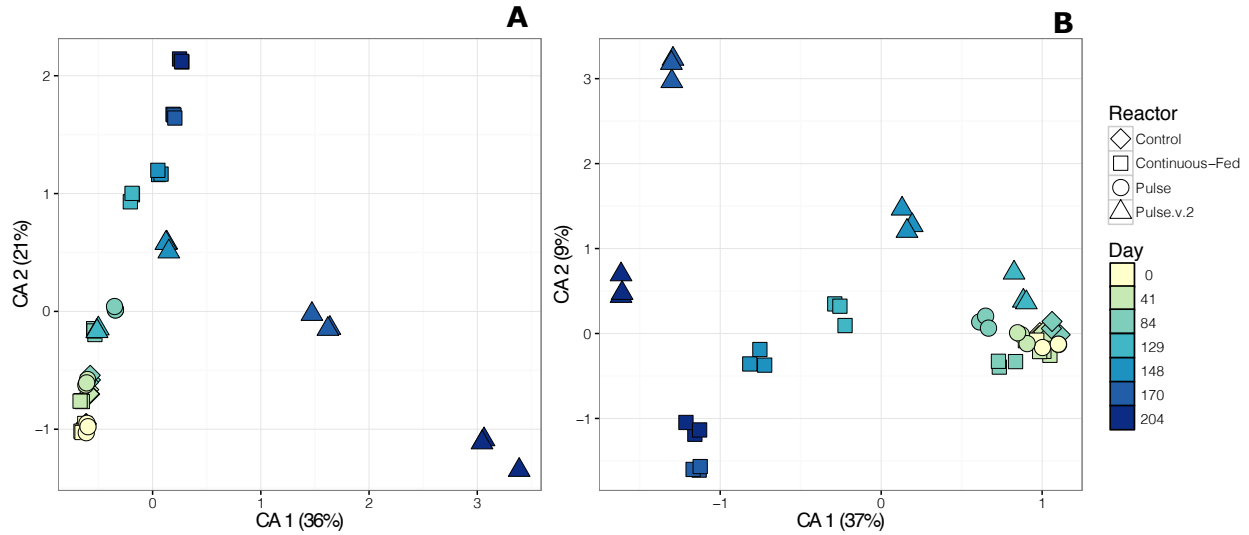 A
B
2
1
0
−1
CA 2 (21%)
0
1
2
3
CA 1 (36%)
3
2
1
0
−1
CA 2 (9%)
−1
0
1
CA 1 (37%)
Reactor
Control
Continuous−Fed
Pulse
Pulse.v.2
Day
0
41
84
129
148
170
204